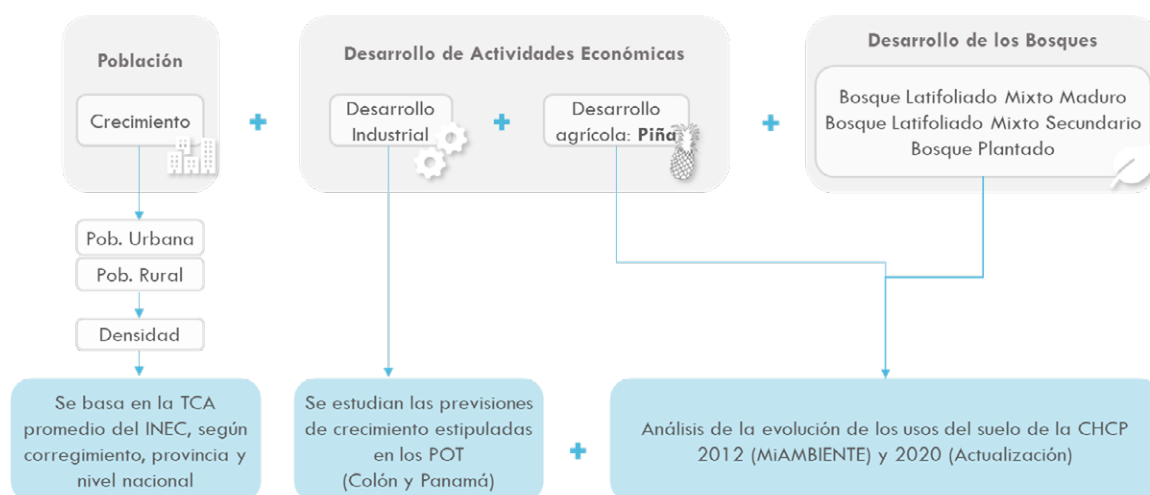 Población
Crecimiento
Pob. Urbana
Pob. Rural
Densidad
Se basa en la TCA
promedio del INEC, según
corregimiento, provincia y
nivel nacional
Desarrollo de Actividades Económicas
Desarrollo
Industrial
Desarrollo
agrícola: Piña
Se estudian las previsiones
de crecimiento estipuladas
en los POT
(Colón y Panamá)
Desarrollo de los Bosques
Bosque Latifoliado Mixto Maduro
Bosque Latifoliado Mixto Secundario
Bosque Plantado
Análisis de la evolución de los usos del suelo de la CHCP
2012 (MiAMBIENTE) y 2020 (Actualización)